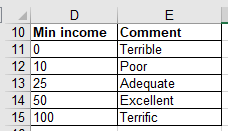 D E
10 Min income Comment
11 0 Terrible
12 10 Poor
13 25 Adequate
14 50 Excellent
15 100 Terrific